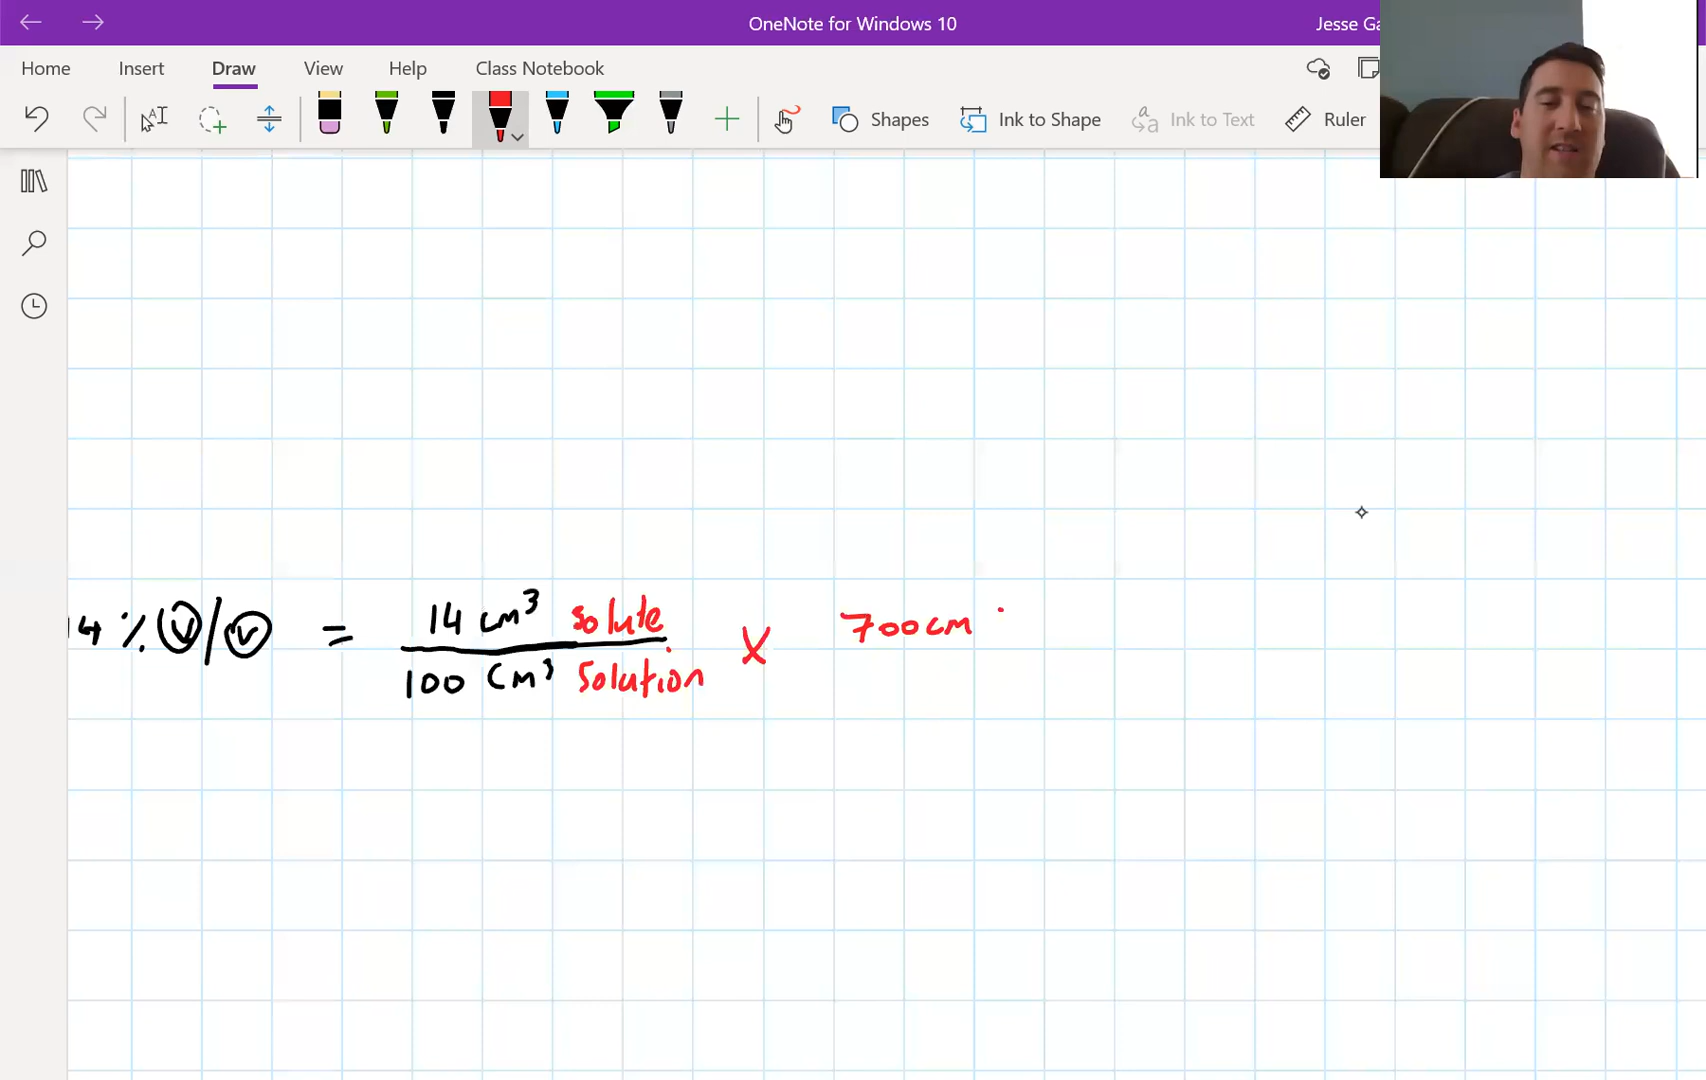 OneNote for Windows 10
Jesse Ga
Home Insert Draw View Help Class Notebook
Shapes Ink to Shape Ink to Text Ruler
14 % V/V = 14 cm³ solute / 100 cm³ solution X 700cm